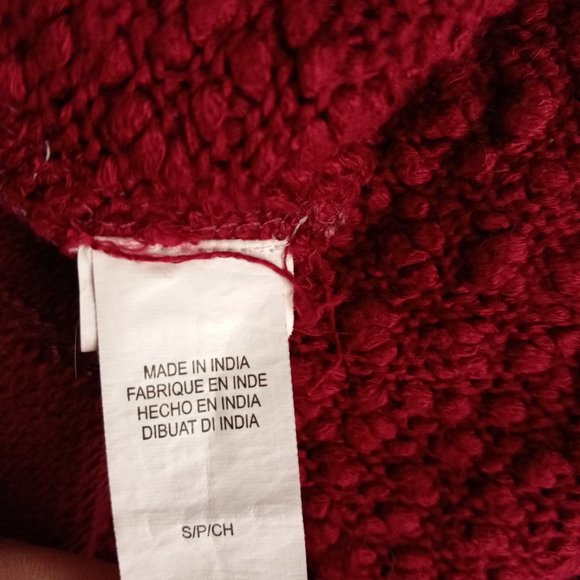 MADE IN INDIA
FABRIQUE EN INDE
HECHO EN INDIA
DIBUAT DI INDIA
S/P/CH